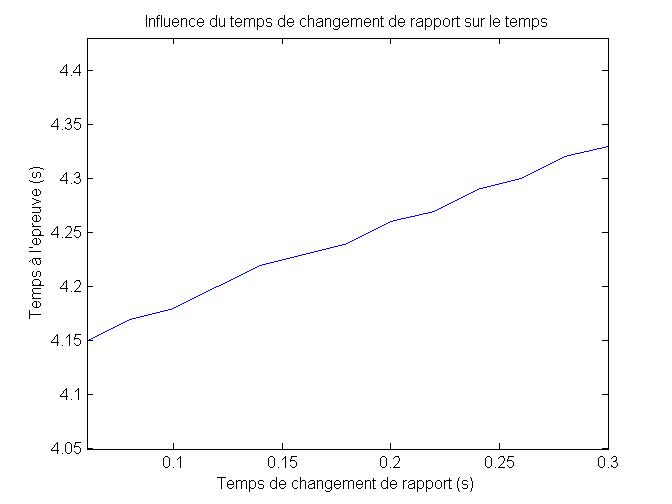 Influence du temps de changement de rapport sur le temps
4.4
4.35
4.3
4.25
4.2
4.15
4.1
4.05
Temps à l'epreuve (s)
0.1 0.15 0.2 0.25 0.3
Temps de changement de rapport (s)